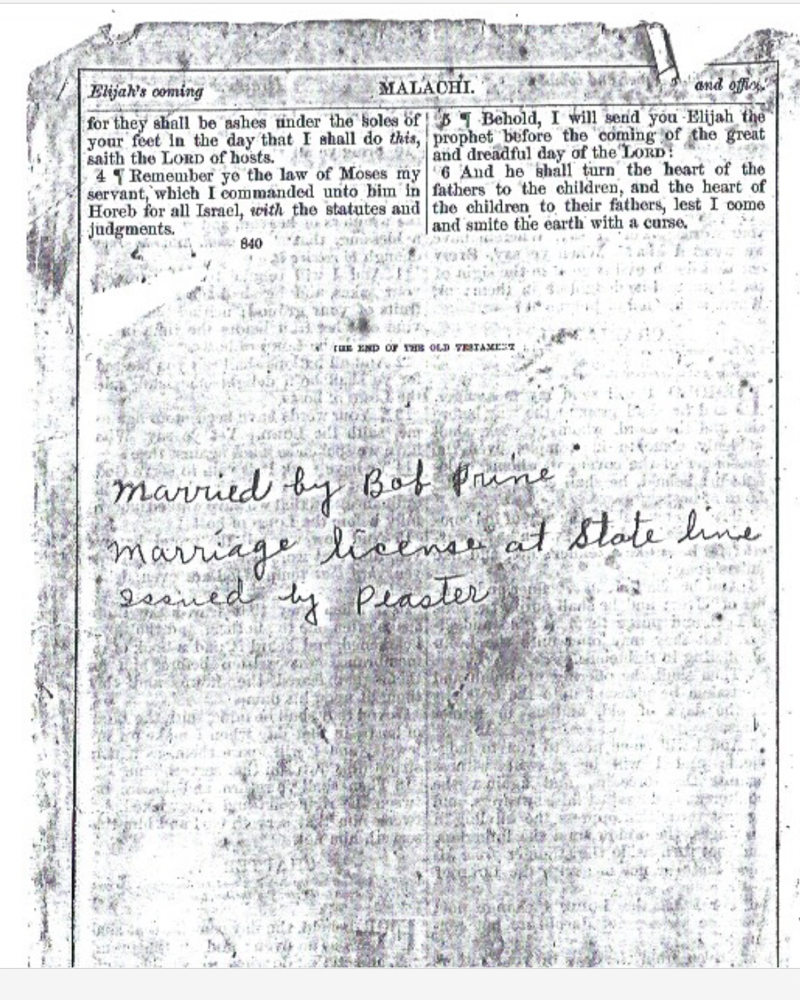 Elijah's coming MALACHI. and office.
for they shall be ashes under the soles of
your feet in the day that I shall do this,
saith the LORD of hosts.
4 ¶ Remember ye the law of Moses my
servant, which I commanded unto him in
Horeb for all Israel, with the statutes and
judgments.
840
5 ¶ Behold, I will send you Elijah the
prophet before the coming of the great
and dreadful day of the LORD:
6 And he shall turn the heart of the
fathers to the children, and the heart of
the children to their fathers, lest I come
and smite the earth with a curse.
THE END OF THE OLD TESTAMENT
Married by Bob Prine
Marriage license at State line
issued by Peaster